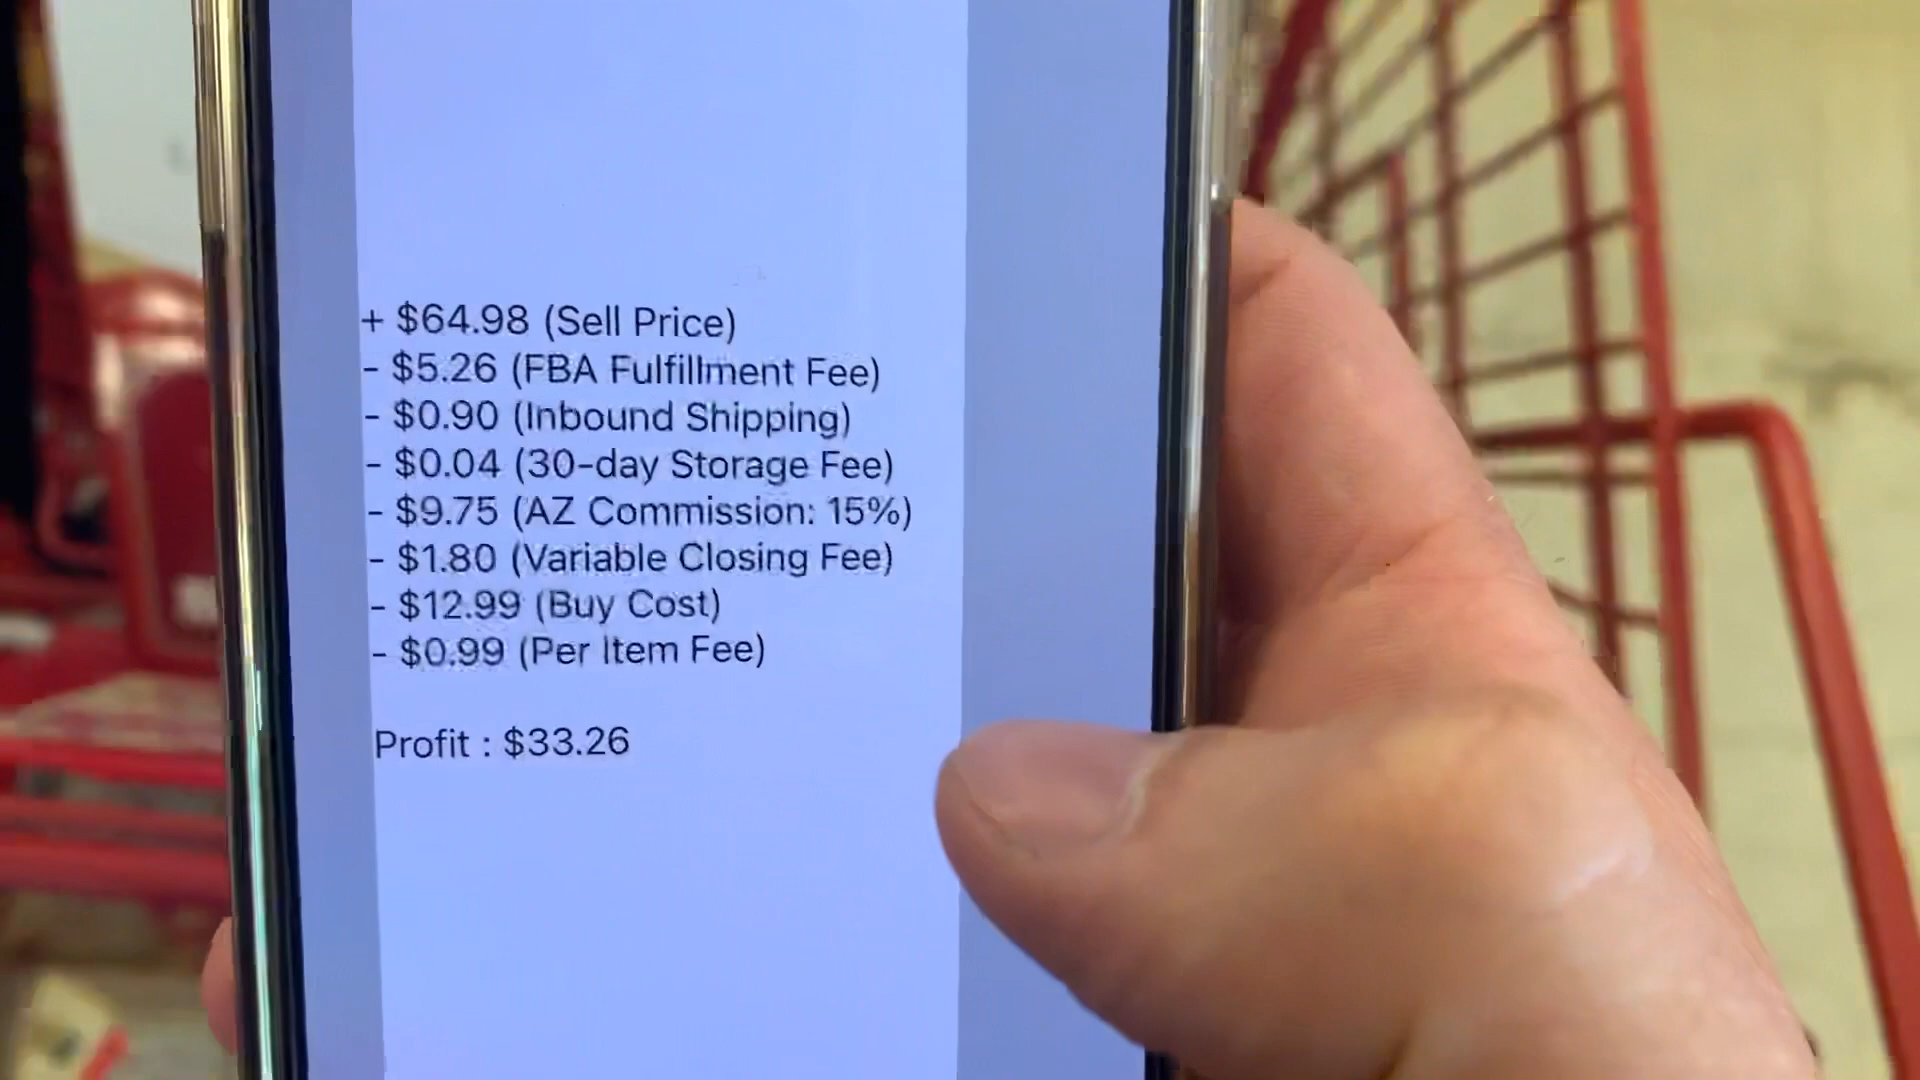 + $64.98 (Sell Price)
- $5.26 (FBA Fulfillment Fee)
- $0.90 (Inbound Shipping)
- $0.04 (30-day Storage Fee)
- $9.75 (AZ Commission: 15%)
- $1.80 (Variable Closing Fee)
- $12.99 (Buy Cost)
- $0.99 (Per Item Fee)
Profit : $33.26